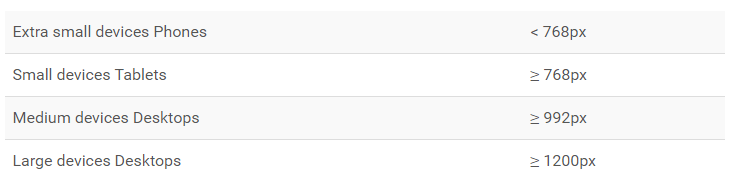 Extra small devices Phones < 768px
Small devices Tablets ≥ 768px
Medium devices Desktops ≥ 992px
Large devices Desktops ≥ 1200px